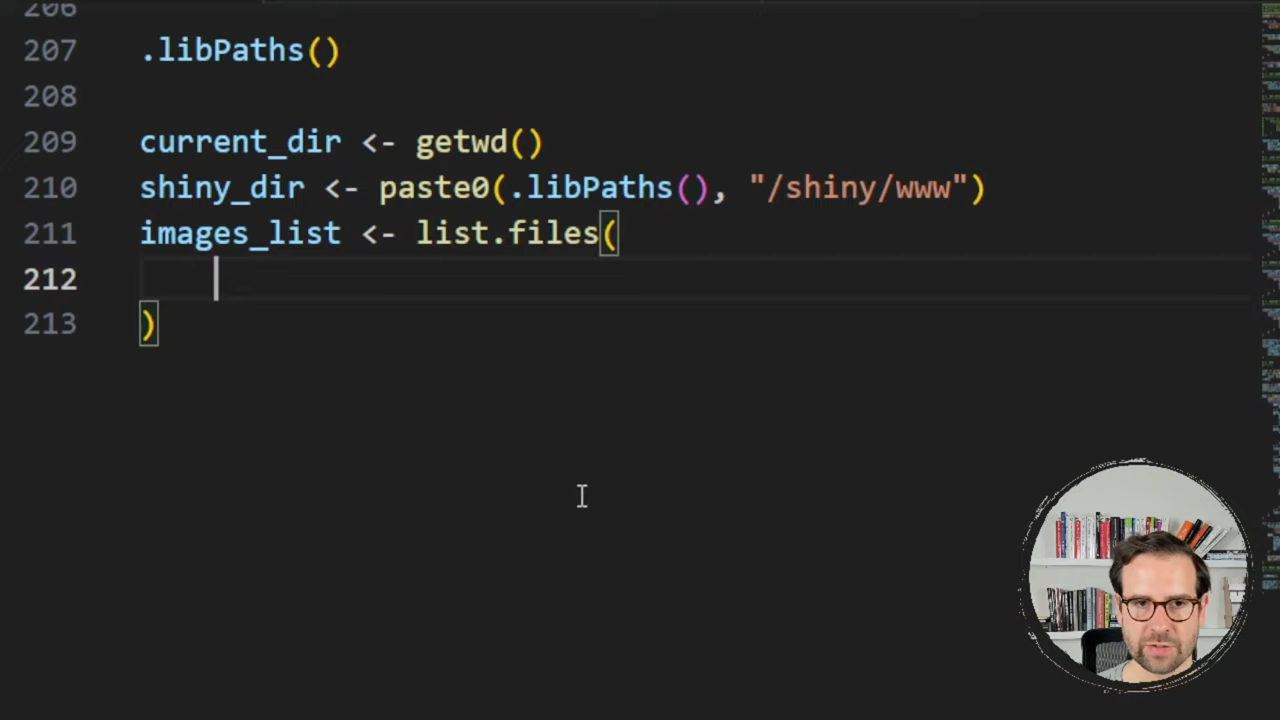 206
207 .libPaths()
208
209 current_dir <- getwd()
210 shiny_dir <- paste0(.libPaths(), "/shiny/www")
211 images_list <- list.files(
212
213 )